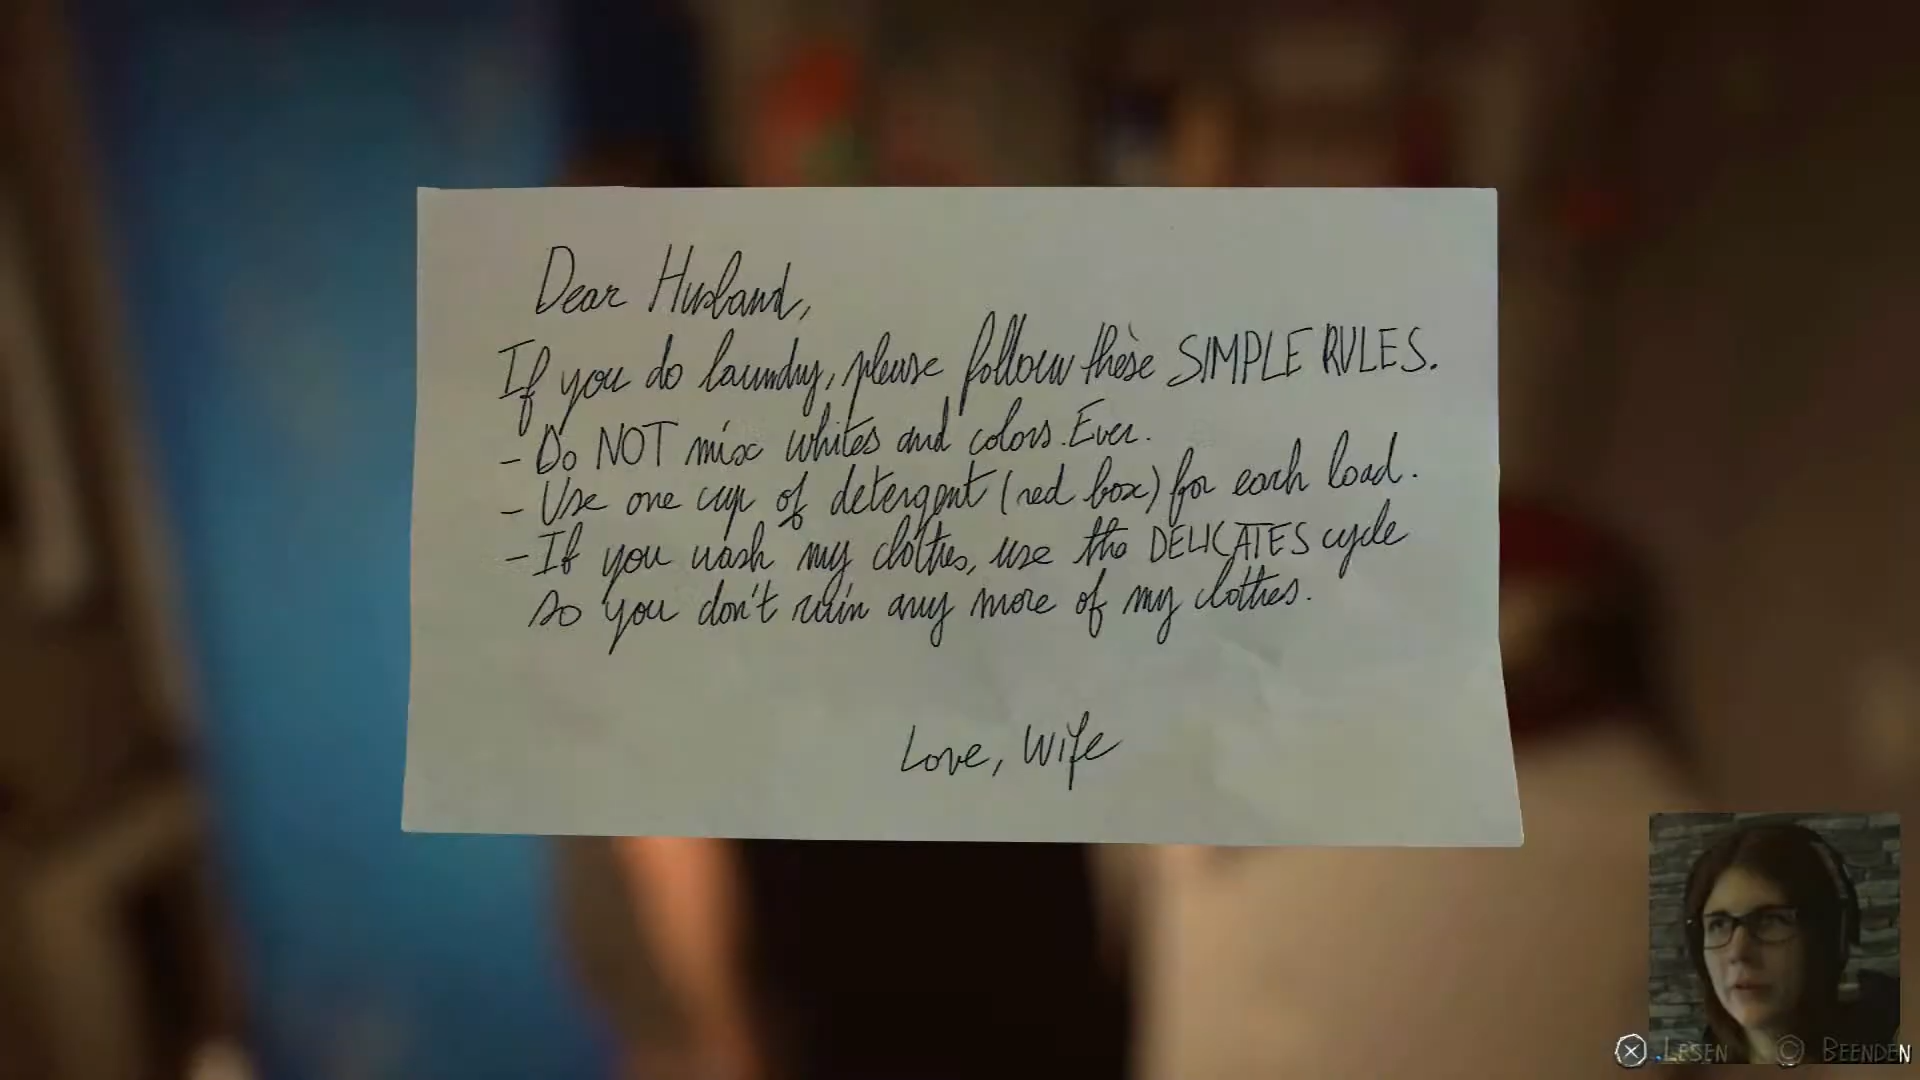 Dear Husband,
If you do laundry, please follow these SIMPLE RULES.
- Do NOT mix whites and colors. Ever.
- Use one cup of detergent (red box) for each load.
- If you wash my clothes, use the DELICATES cycle
so you don't ruin any more of my clothes.
Love, Wife
LESEN BEENDEN